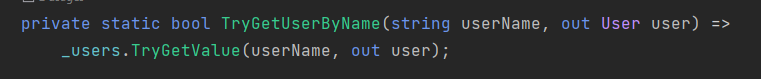 private static bool TryGetUserByName(string userName, out User user) =>
    _users.TryGetValue(userName, out user);